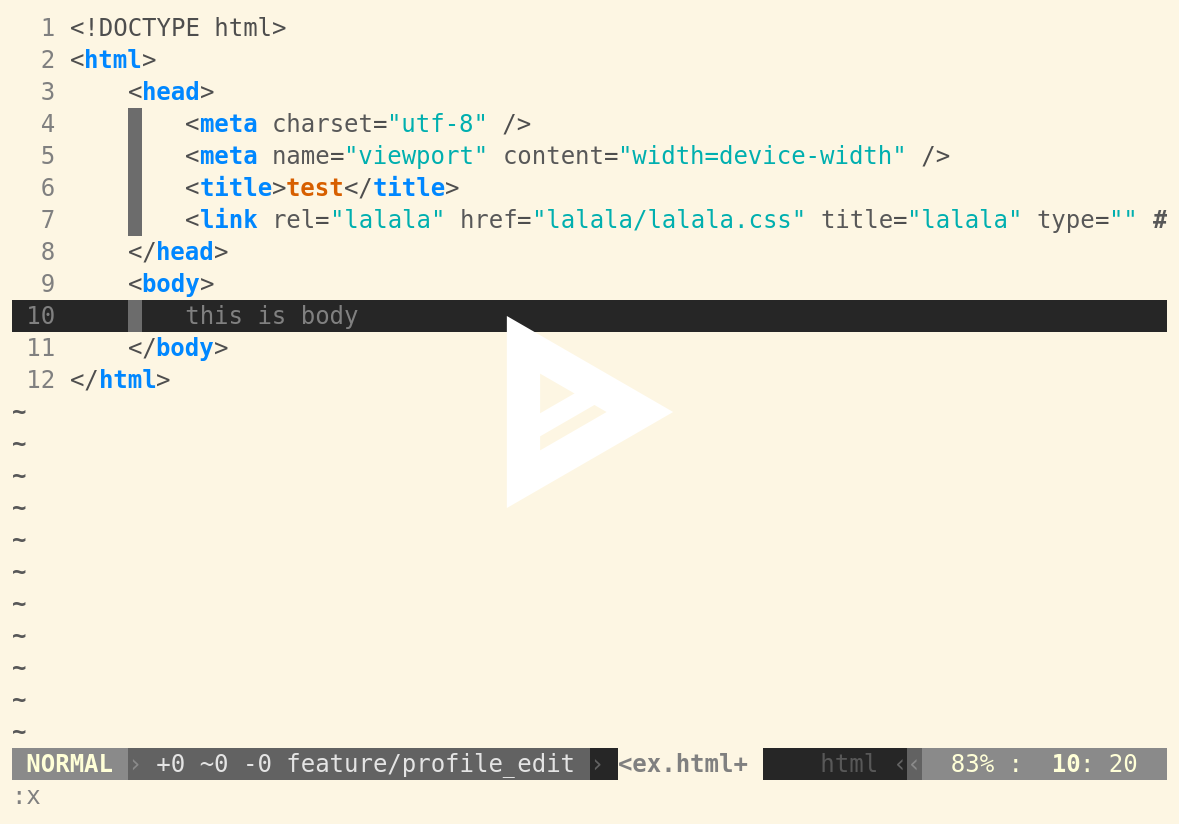 1 <!DOCTYPE html>
2 <html>
3     <head>
4         <meta charset="utf-8" />
5         <meta name="viewport" content="width=device-width" />
6         <title>test</title>
7         <link rel="lalala" href="lalala/lalala.css" title="lalala" type="" #
8     </head>
9     <body>
10         this is body
11     </body>
12 </html>
~
~
~
~
~
~
~
~
~
~
~
NORMAL › +0 ~0 -0 feature/profile_edit › <ex.html+ html ‹‹ 83% : 10: 20
:x